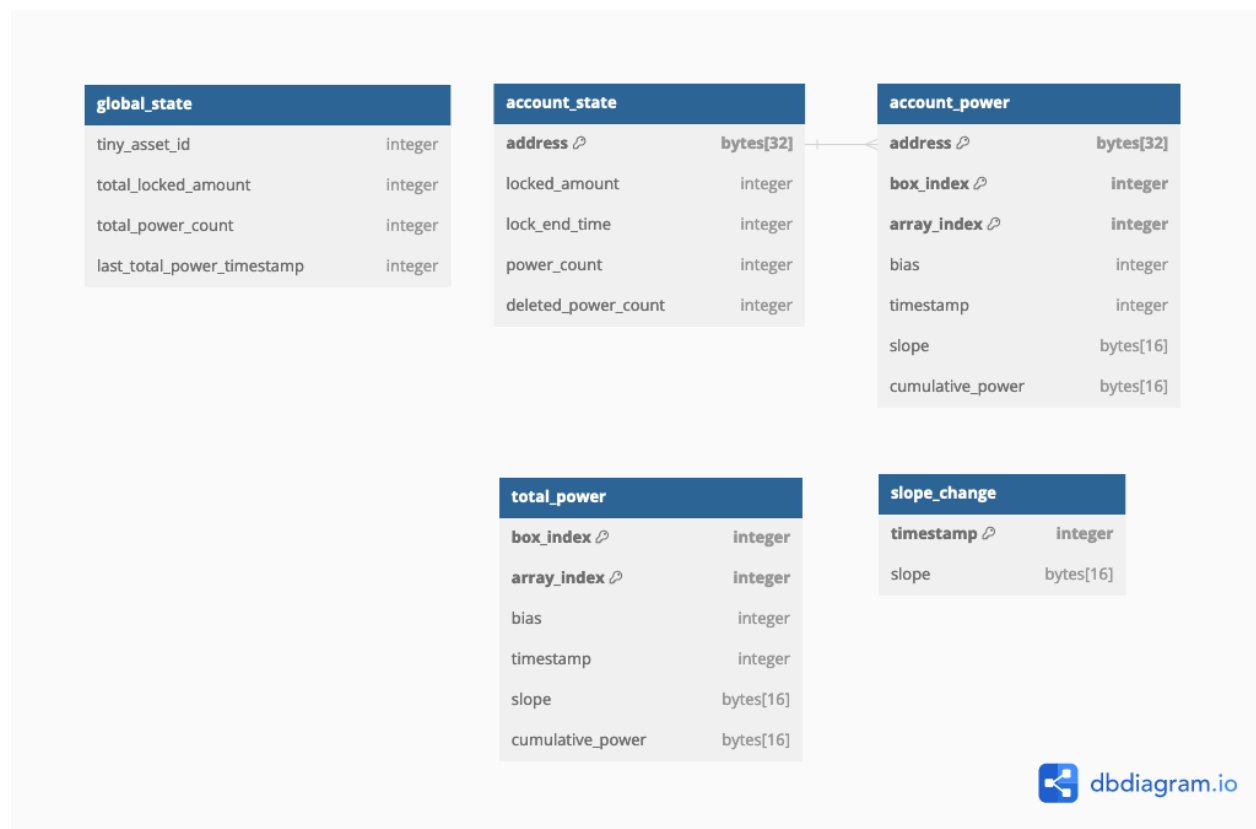 global_state
tiny_asset_id integer
total_locked_amount integer
total_power_count integer
last_total_power_timestamp integer
account_state
address bytes[32]
locked_amount integer
lock_end_time integer
power_count integer
deleted_power_count integer
account_power
address bytes[32]
box_index integer
array_index integer
bias integer
timestamp integer
slope bytes[16]
cumulative_power bytes[16]
total_power
box_index integer
array_index integer
bias integer
timestamp integer
slope bytes[16]
cumulative_power bytes[16]
slope_change
timestamp integer
slope bytes[16]
dbdiagram.io